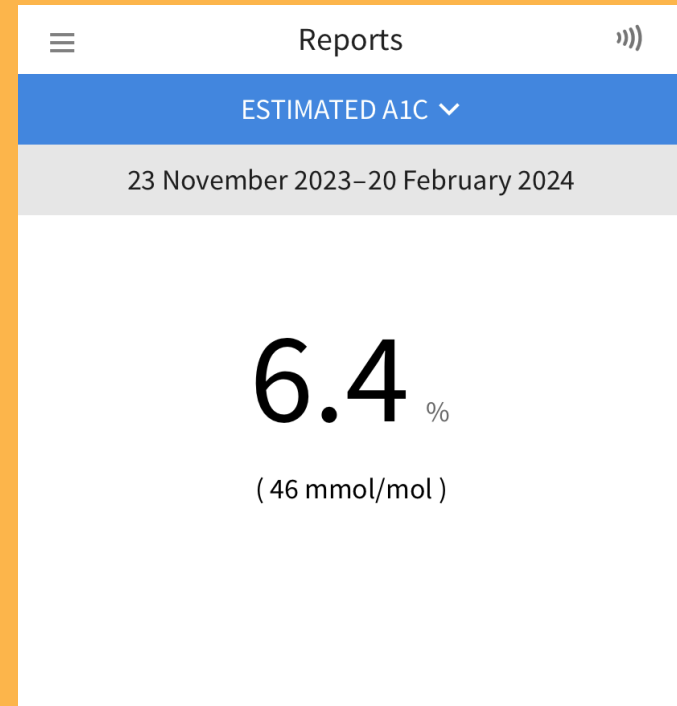 Reports
ESTIMATED A1C
23 November 2023–20 February 2024
6.4 %
( 46 mmol/mol )